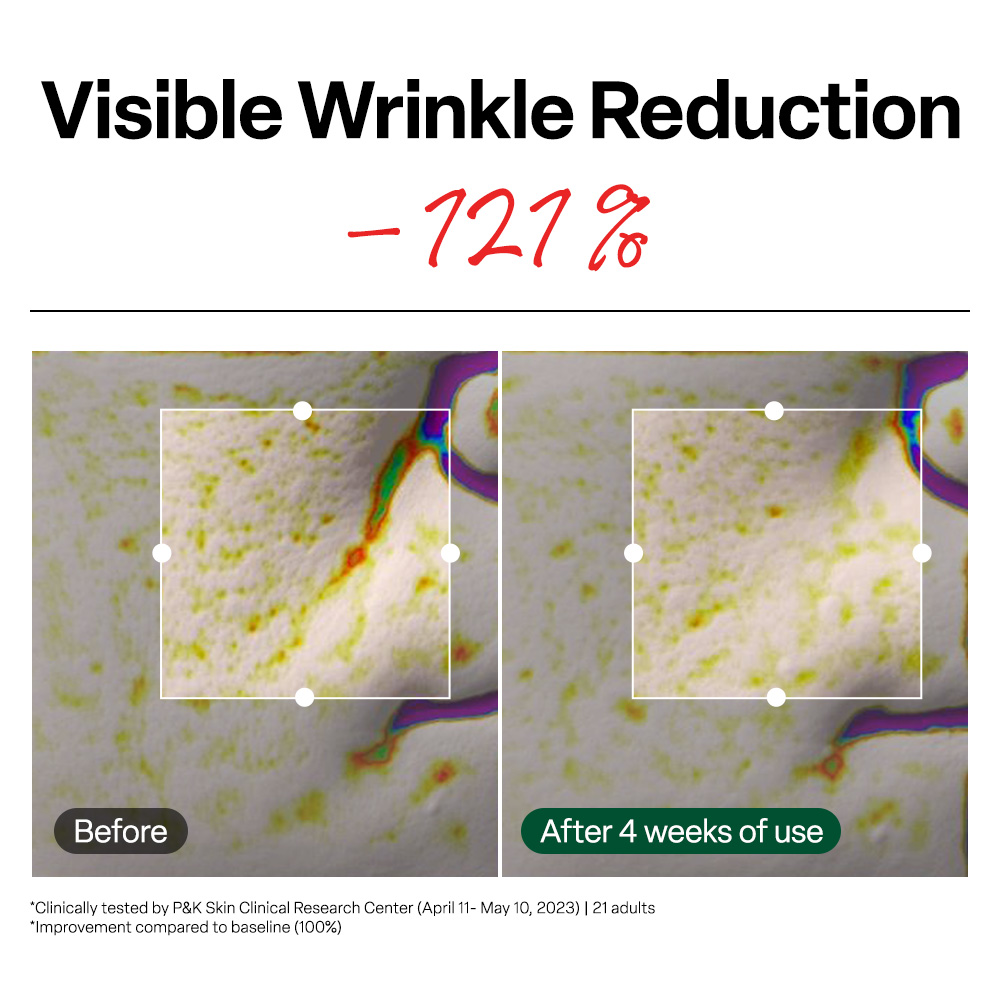 Visible Wrinkle Reduction
– 121 %
Before
After 4 weeks of use
*Clinically tested by P&K Skin Clinical Research Center (April 11- May 10, 2023) | 21 adults
*Improvement compared to baseline (100%)